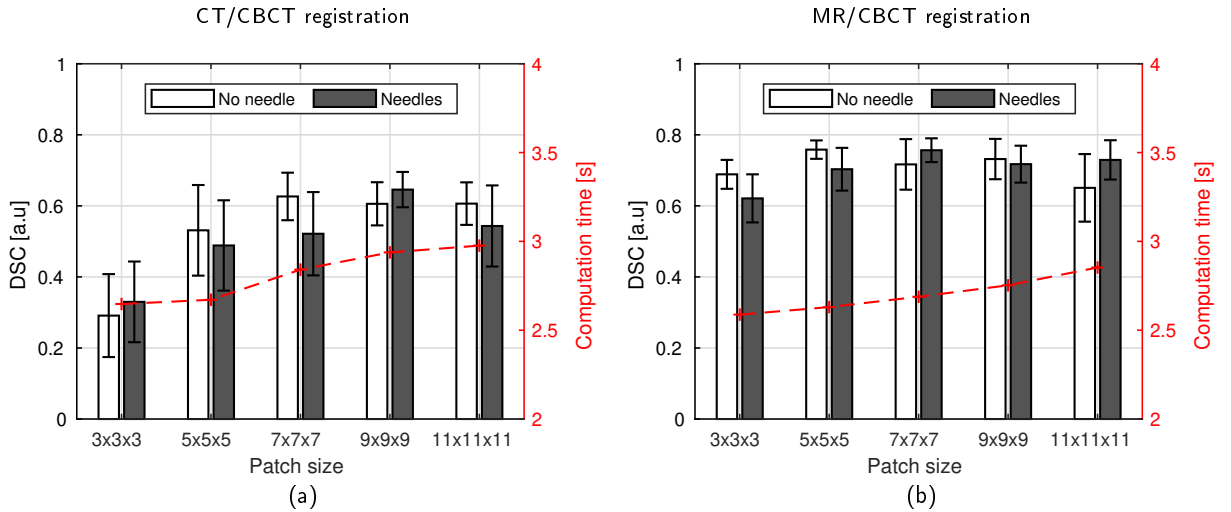 CT/CBCT registration
MR/CBCT registration
No needle Needles
1
0.8
0.6
0.4
0.2
0
DSC [a.u]
4
3.5
3
2.5
2
Computation time [s]
3x3x3 5x5x5 7x7x7 9x9x9 11x11x11
Patch size
(a)
No needle Needles
1
0.8
0.6
0.4
0.2
0
DSC [a.u]
4
3.5
3
2.5
2
Computation time [s]
3x3x3 5x5x5 7x7x7 9x9x9 11x11x11
Patch size
(b)